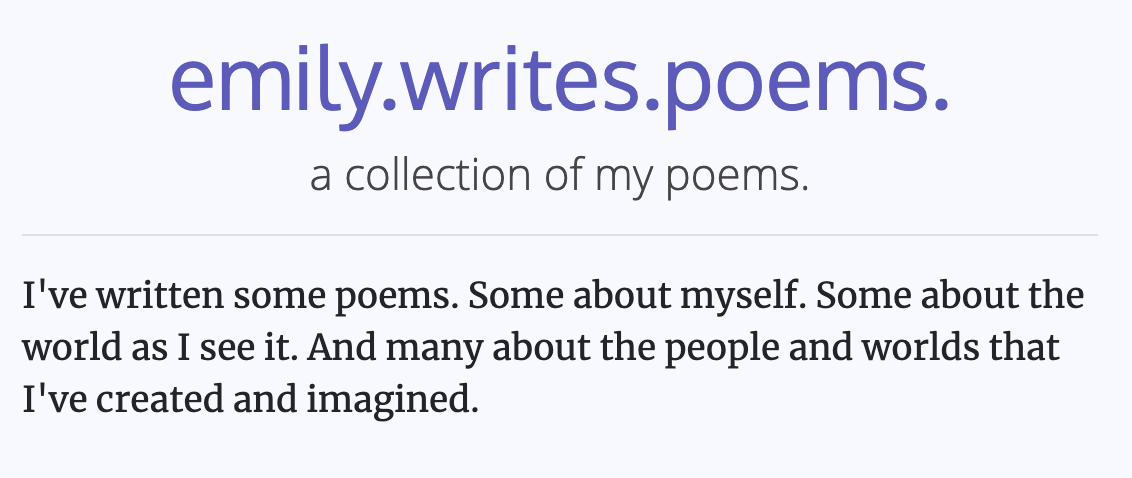 emily.writes.poems.
a collection of my poems.
I've written some poems. Some about myself. Some about the
world as I see it. And many about the people and worlds that
I've created and imagined.